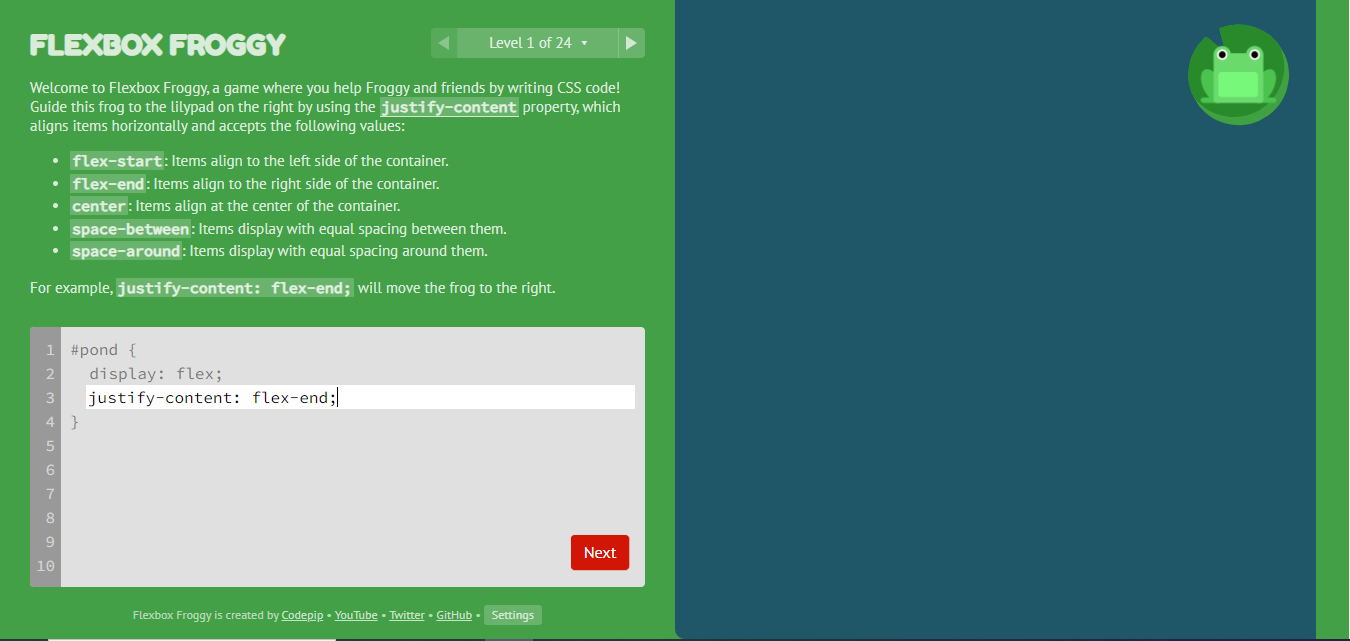 FLEXBOX FROGGY
Level 1 of 24
Welcome to Flexbox Froggy, a game where you help Froggy and friends by writing CSS code!
Guide this frog to the lilypad on the right by using the justify-content property, which
aligns items horizontally and accepts the following values:
• flex-start: Items align to the left side of the container.
• flex-end: Items align to the right side of the container.
• center: Items align at the center of the container.
• space-between: Items display with equal spacing between them.
• space-around: Items display with equal spacing around them.
For example, justify-content: flex-end; will move the frog to the right.
1 #pond {
2 display: flex;
3 justify-content: flex-end;
4 }
5
6
7
8
9
10
Next
Flexbox Froggy is created by Codepip • YouTube • Twitter • GitHub • Settings